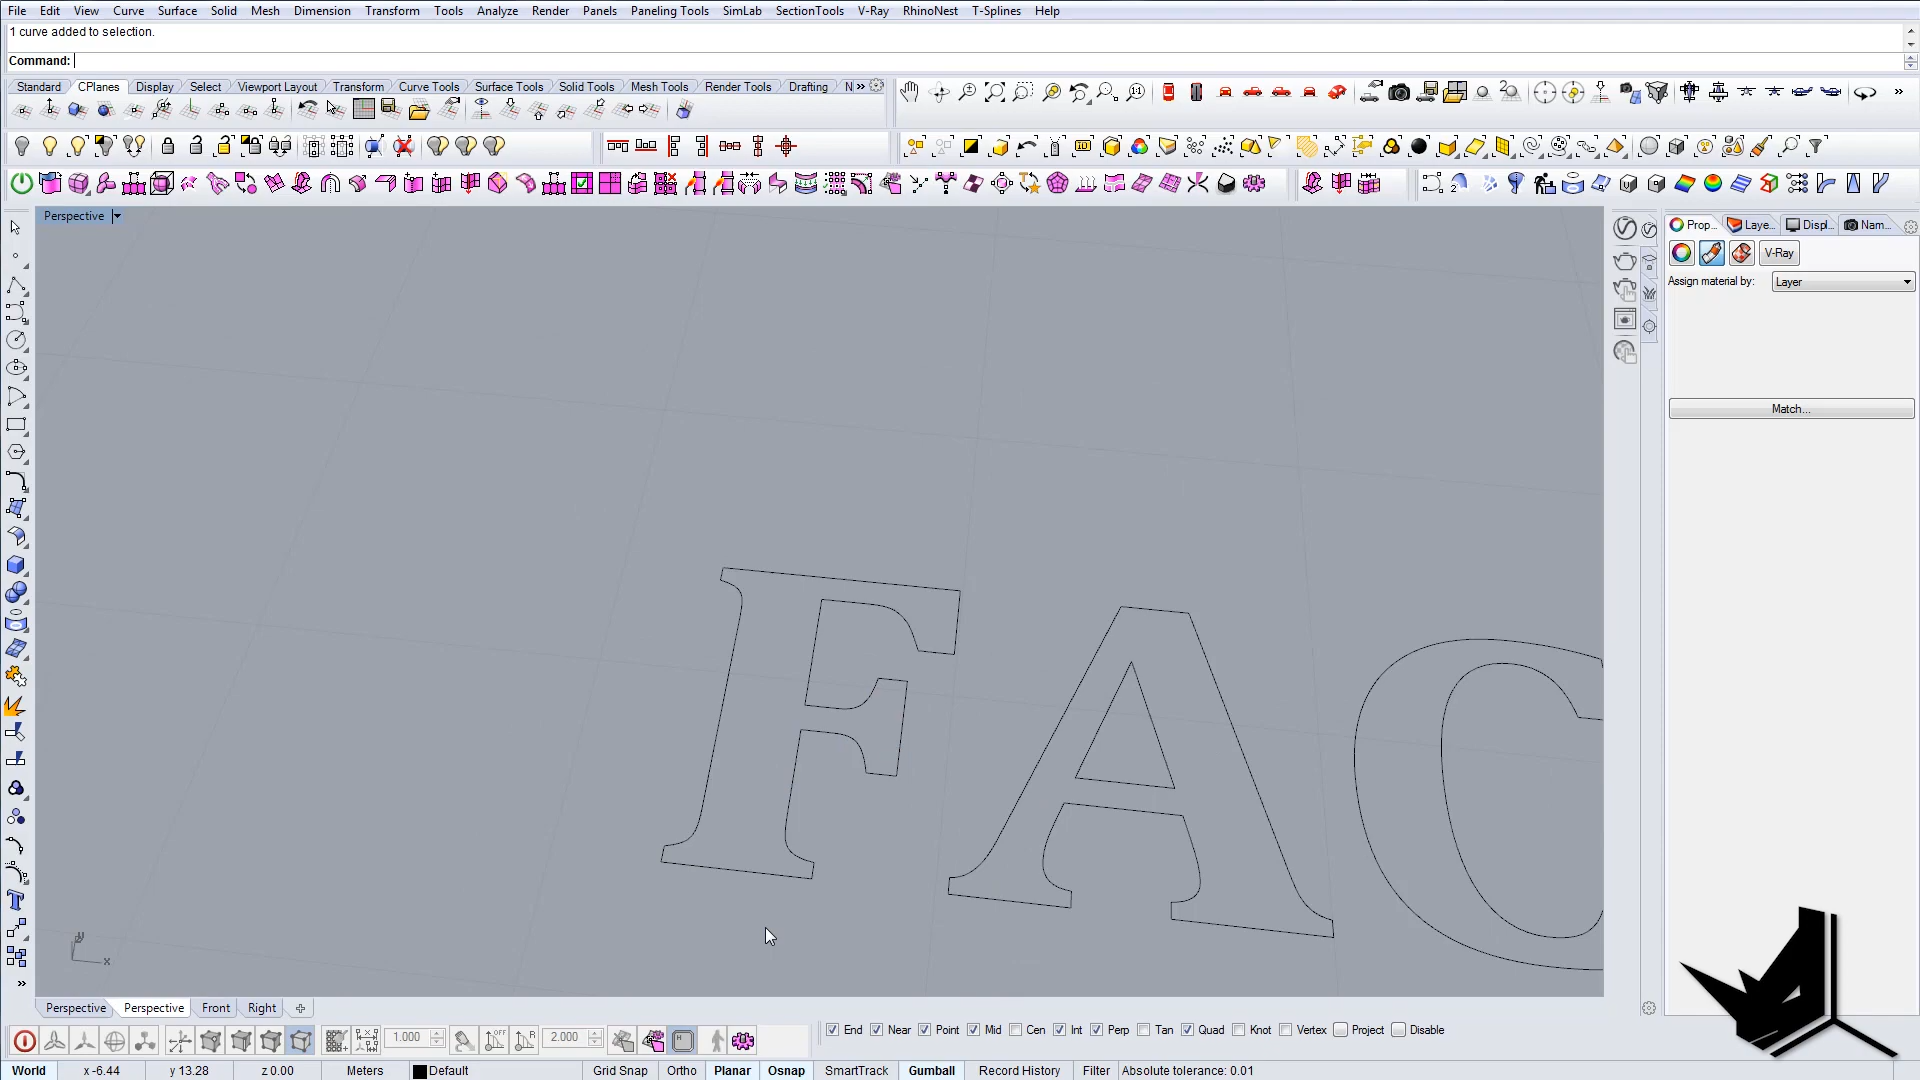 File Edit View Curve Surface Solid Mesh Dimension Transform Tools Analyze Render Panels Paneling Tools SimLab SectionTools V-Ray RhinoNest T-Splines Help
1 curve added to selection.
Command:
Standard CPlanes Display Select Viewport Layout Transform Curve Tools Surface Tools Solid Tools Mesh Tools Render Tools Drafting N
Perspective
Prop... Laye... Displ... Nam...
V-Ray
Assign material by: Layer
Match...
FAC
y
x
Perspective Perspective Front Right
1.000 2.000 End Near Point Mid Cen Int Perp Tan Quad Knot Vertex Project Disable
World x -6.44 y 13.28 z 0.00 Meters Default Grid Snap Ortho Planar Osnap SmartTrack Gumball Record History Filter Absolute tolerance: 0.01